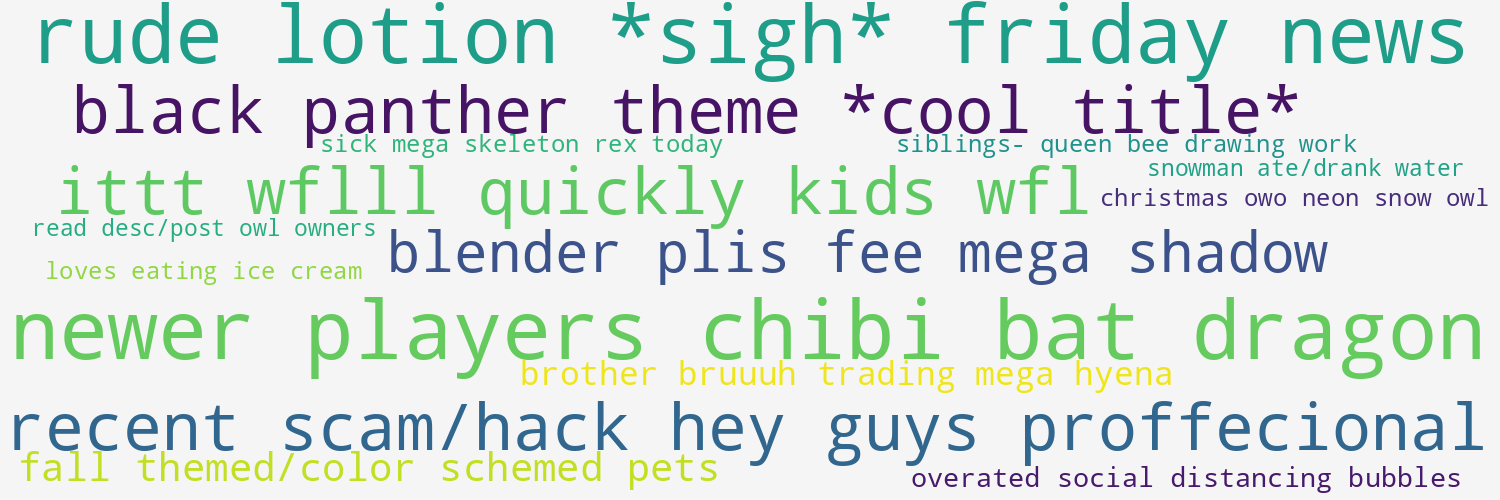 rude lotion *sigh* friday news
black panther theme *cool title*
sick mega skeleton rex today
siblings- queen bee drawing work
snowman ate/drank water
ittt wflll quickly kids wfl
christmas owo neon snow owl
read desc/post owl owners
blender plis fee mega shadow
loves eating ice cream
newer players chibi bat dragon
brother bruuuh trading mega hyena
recent scam/hack hey guys proffecional
fall themed/color schemed pets
overated social distancing bubbles